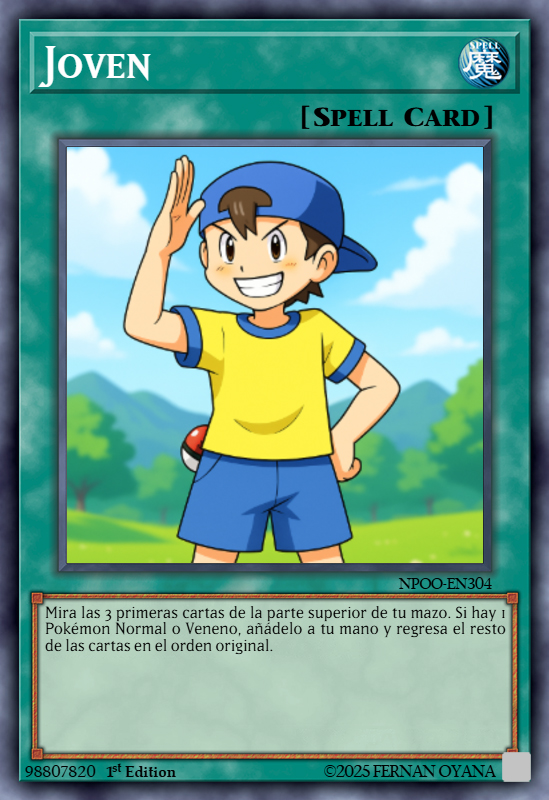 Joven
SPELL
魔
[Spell Card]
NPOO-EN304
Mira las 3 primeras cartas de la parte superior de tu mazo. Si hay 1
Pokémon Normal o Veneno, añádelo a tu mano y regresa el resto
de las cartas en el orden original.
98807820 1st Edition ©2025 FERNAN OYANA